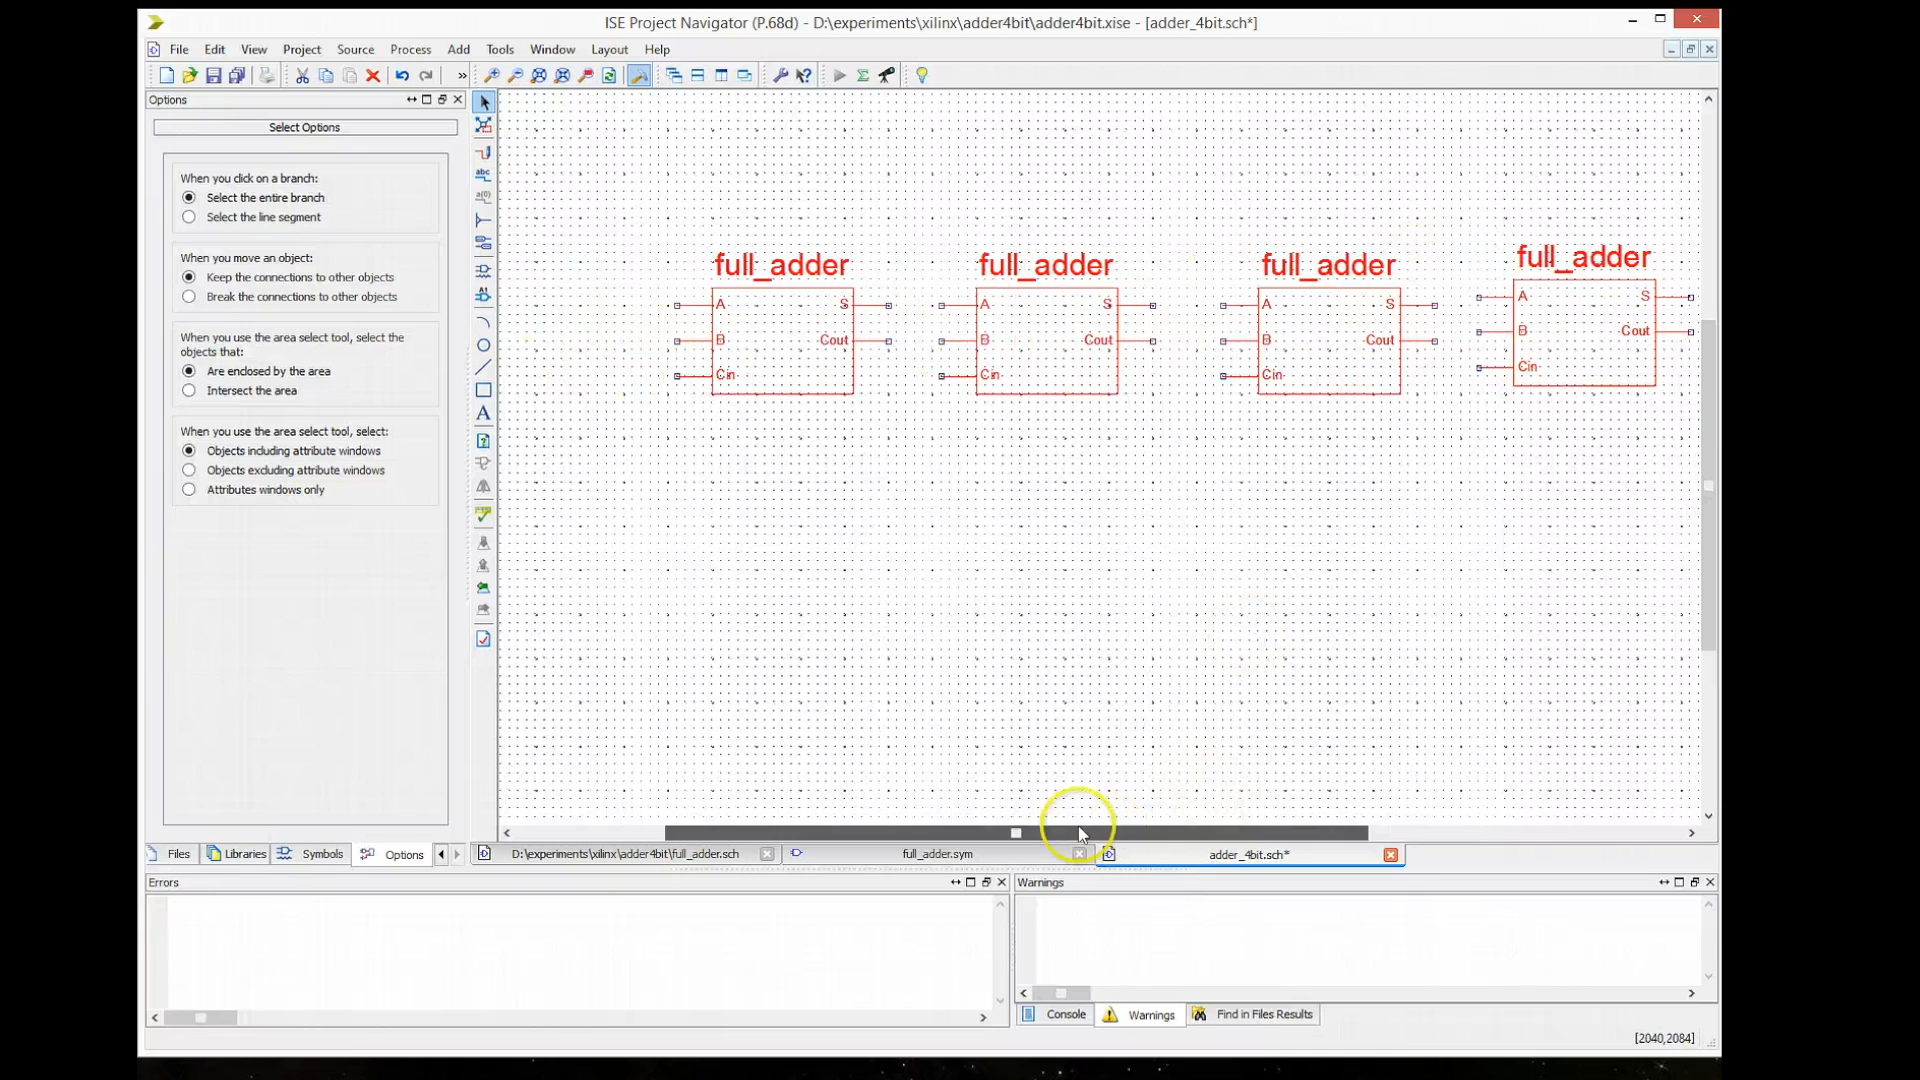 ISE Project Navigator (P.68d) - D:\experiments\xilinx\adder4bit\adder4bit.xise - [adder_4bit.sch*]
File Edit View Project Source Process Add Tools Window Layout Help
Options
Select Options
When you click on a branch:
Select the entire branch
Select the line segment
When you move an object:
Keep the connections to other objects
Break the connections to other objects
When you use the area select tool, select the
objects that:
Are enclosed by the area
Intersect the area
When you use the area select tool, select:
Objects including attribute windows
Objects excluding attribute windows
Attributes windows only
abc
a(0)
A1
A
full_adder full_adder full_adder full_adder
A S A S A S A S
B Cout B Cout B Cout B Cout
Cin Cin Cin Cin
Files Libraries Symbols Options
D:\experiments\xilinx\adder4bit\full_adder.sch full_adder.sym adder_4bit.sch*
Errors
Warnings
Console Warnings Find in Files Results
[2040,2084]